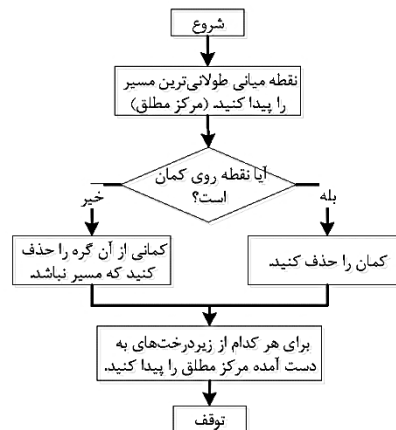 شروع
نقطه میانی طولانی‌ترین مسیر
را پیدا کنید. (مرکز مطلق)
آیا نقطه روی کمان
است؟
خیر
بله
کمانی از آن گره را حذف
کنید که مسیر نباشد.
کمان را حذف کنید.
برای هر کدام از زیردرخت‌های به
دست آمده مرکز مطلق را پیدا کنید.
توقف